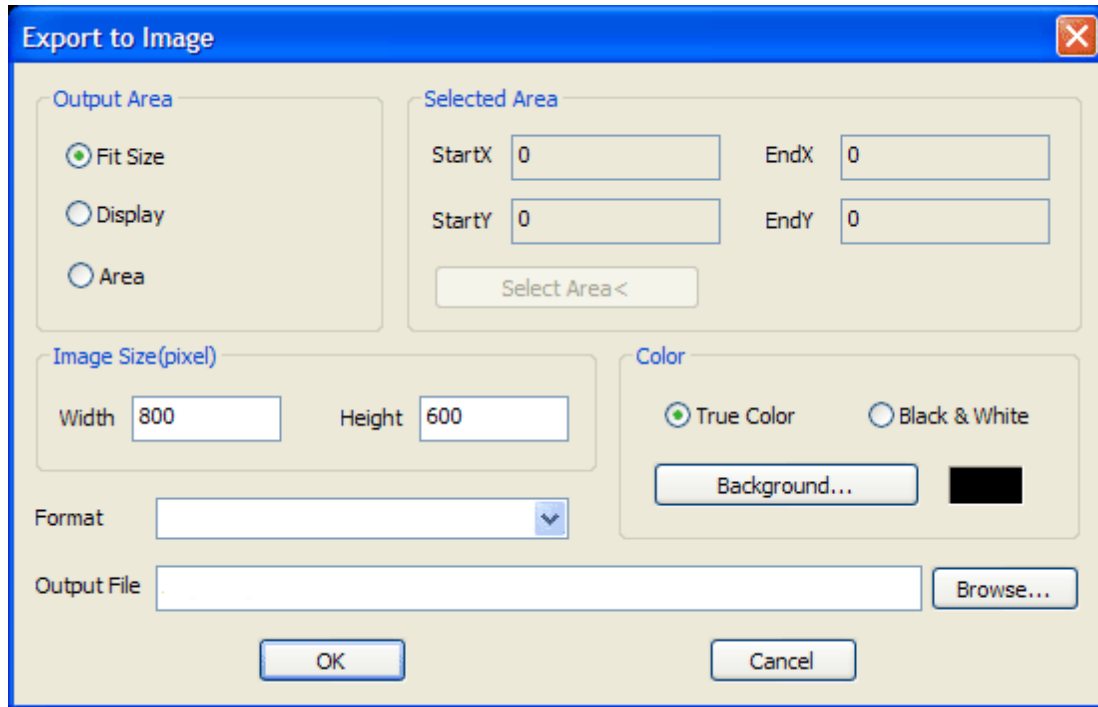 Export to Image
Output Area
Fit Size
Display
Area
Selected Area
StartX 0 EndX 0
StartY 0 EndY 0
Select Area<
Image Size(pixel)
Width 800 Height 600
Color
True Color Black & White
Background...
Format
Output File Browse...
OK Cancel